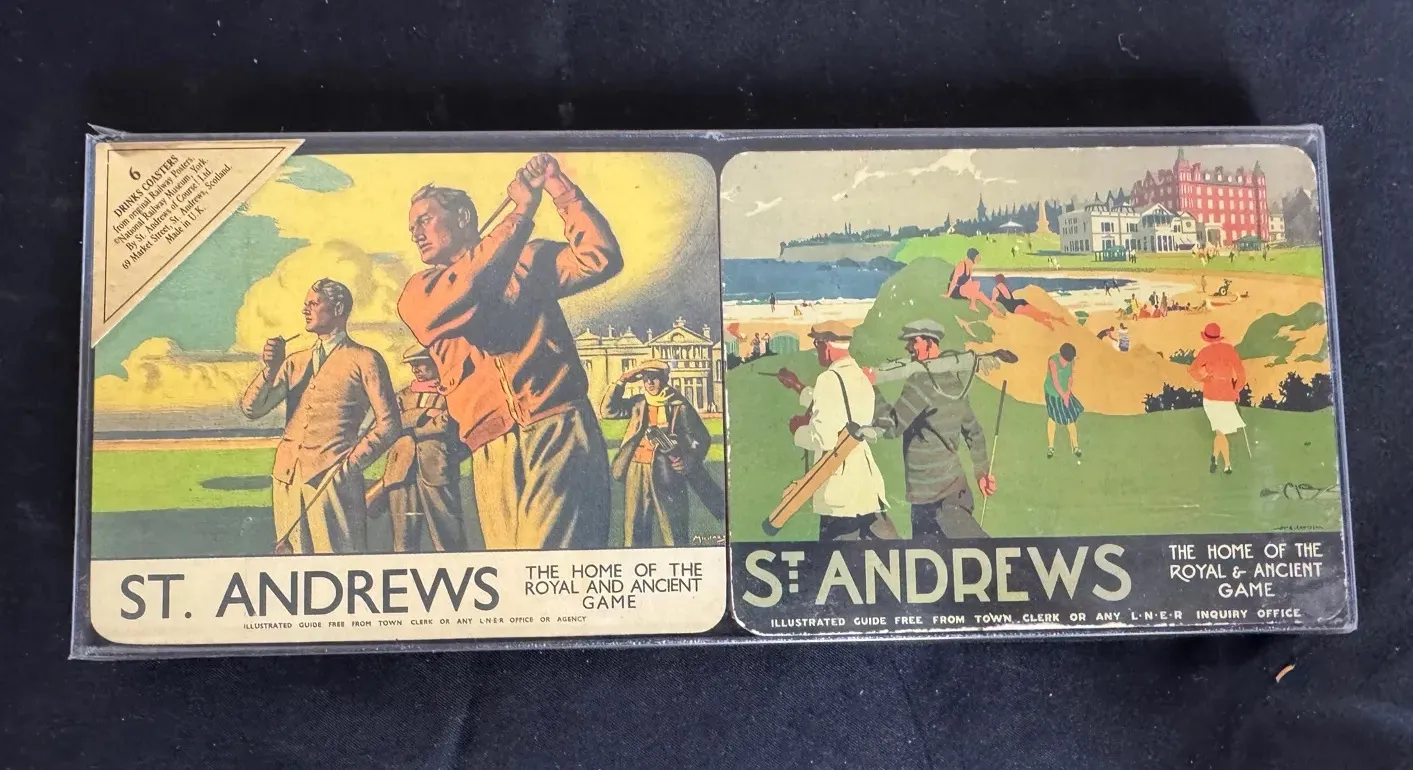 6
DRINKS COASTERS
from original Railway Posters.
©National Railway Museum, York.
By St. Andrews of Course! Ltd.
69 Market Street, St. Andrews, Scotland.
Made in U.K.
ST. ANDREWS
THE HOME OF THE
ROYAL AND ANCIENT
GAME
ILLUSTRATED GUIDE FREE FROM TOWN CLERK OR ANY L·N·E·R OFFICE OR AGENCY
ST ANDREWS
THE HOME OF THE
ROYAL & ANCIENT
GAME
ILLUSTRATED GUIDE FREE FROM TOWN CLERK OR ANY L·N·E·R INQUIRY OFFICE